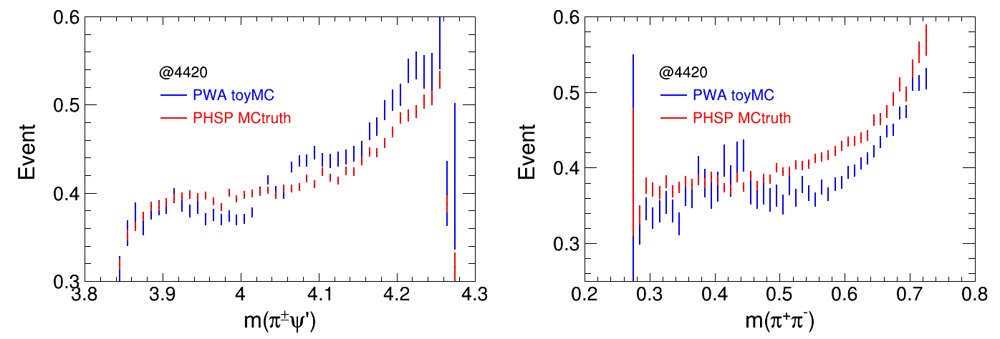 0.6
0.5
0.4
0.3
Event
@4420
PWA toyMC
PHSP MCtruth
3.8
3.9
4
4.1
4.2
4.3
m(π±ψ')
0.6
0.5
0.4
0.3
Event
@4420
PWA toyMC
PHSP MCtruth
0.2
0.3
0.4
0.5
0.6
0.7
0.8
m(π⁺π⁻)